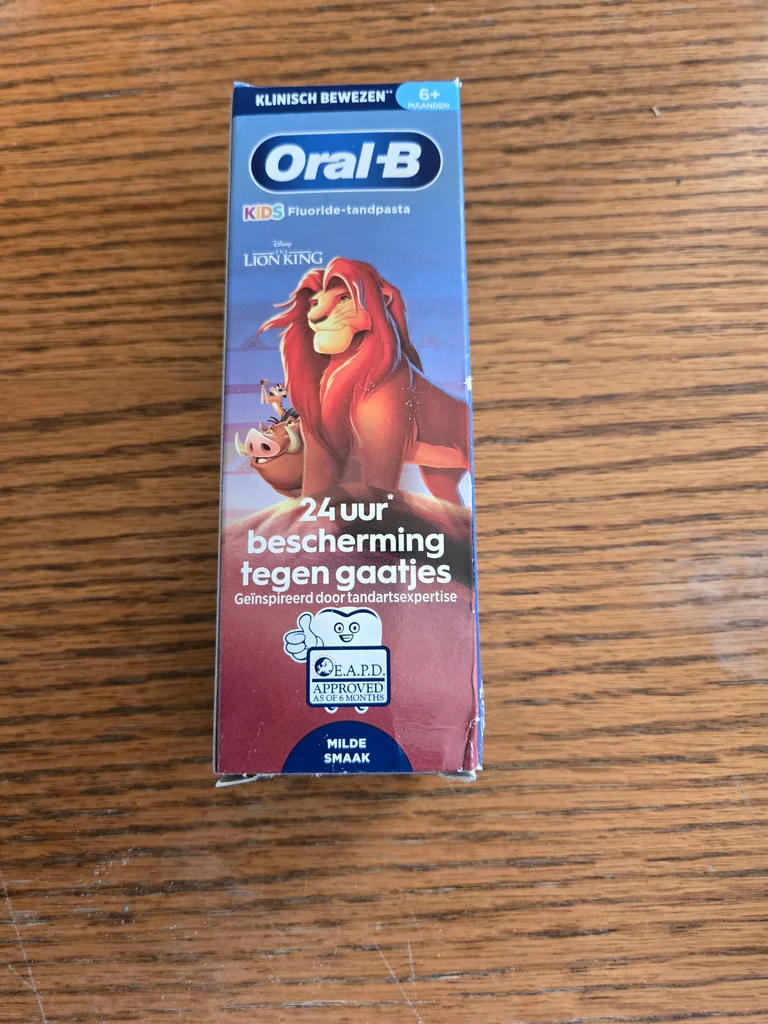 KLINISCH BEWEZEN**
6+
MAANDEN
Oral-B
KIDS Fluoride-tandpasta
Disney
THE
LION KING
24 uur*
bescherming
tegen gaatjes
Geïnspireerd door tandartsexpertise
E.A.P.D.
APPROVED
AS OF 6 MONTHS
MILDE
SMAAK